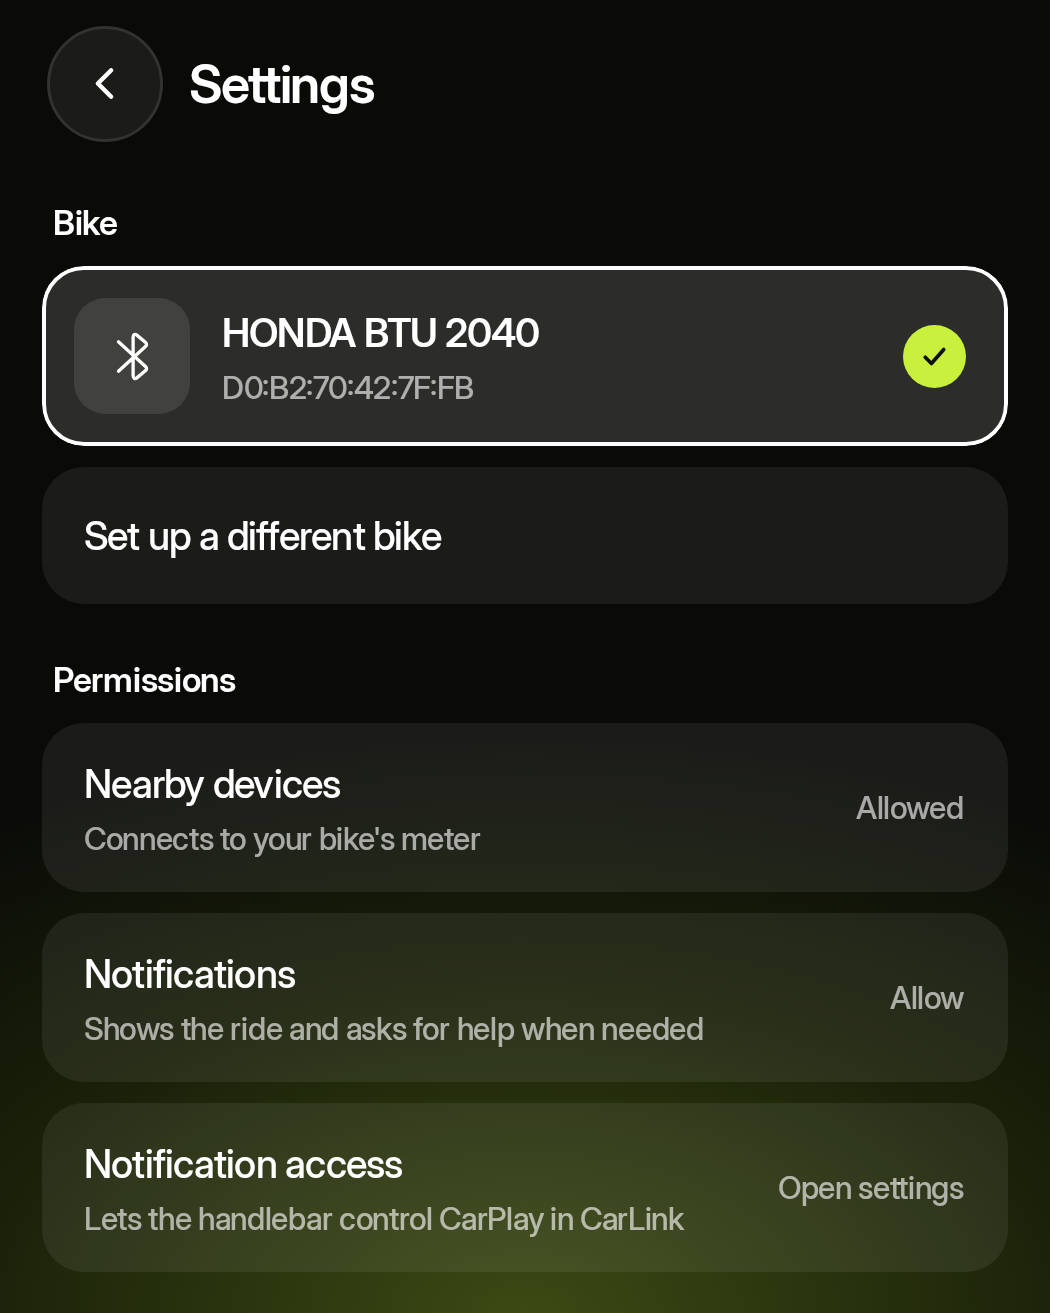 Settings
Bike
HONDA BTU 2040
D0:B2:70:42:7F:FB
Set up a different bike
Permissions
Nearby devices
Connects to your bike's meter
Allowed
Notifications
Shows the ride and asks for help when needed
Allow
Notification access
Lets the handlebar control CarPlay in CarLink
Open settings